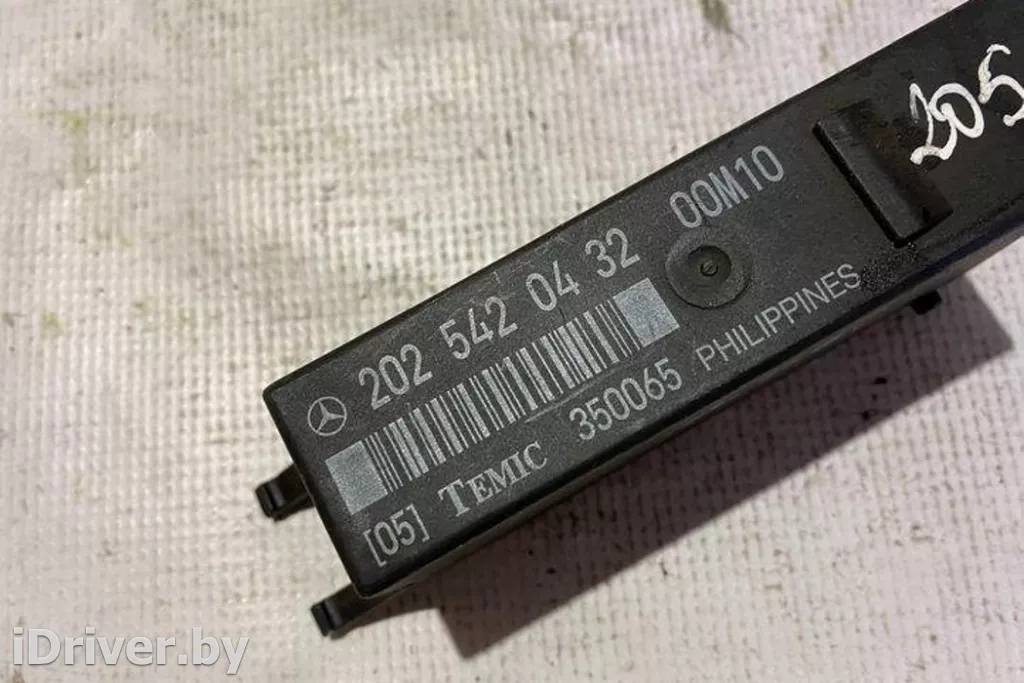 205
202 542 04 32 00M10
[05] TEMIC 350065 PHILIPPINES
iDriver.by